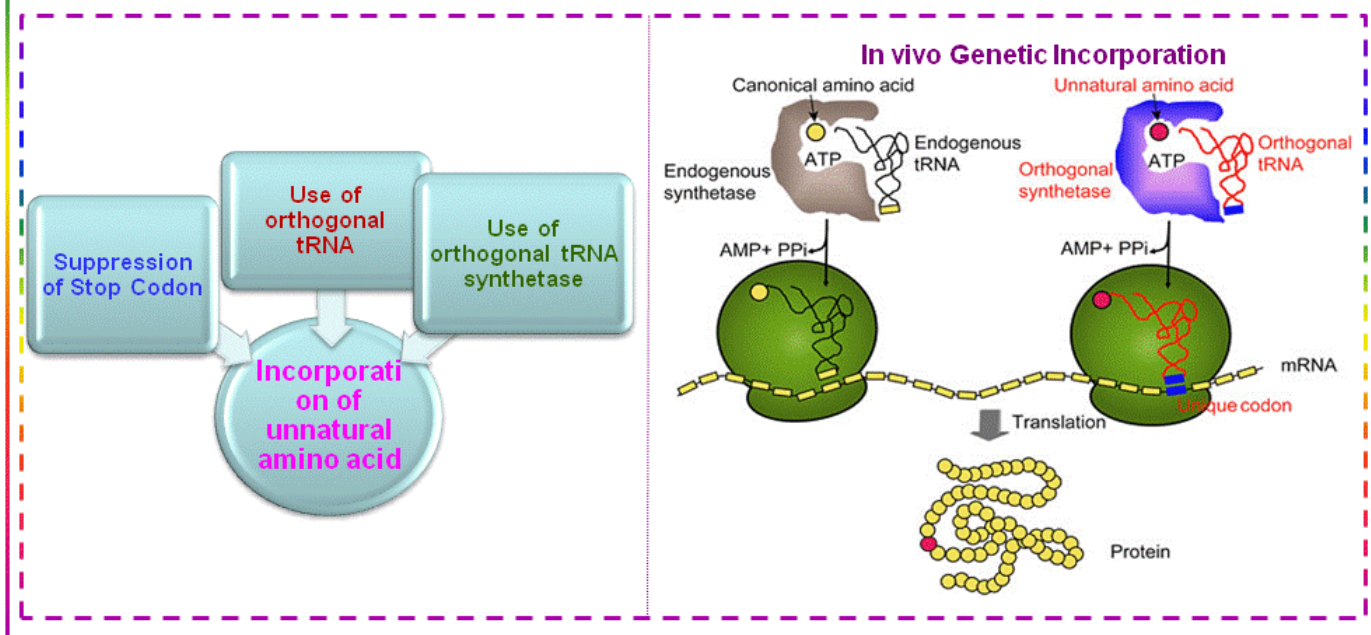 Suppression
of Stop Codon
Use of
orthogonal
tRNA
Use of
orthogonal tRNA
synthetase
Incorporati
on of
unnatural
amino acid
In vivo Genetic Incorporation
Canonical amino acid
ATP
Endogenous
tRNA
Endogenous
synthetase
AMP+ PPi
Unnatural amino acid
ATP
Orthogonal
tRNA
Orthogonal
synthetase
AMP+ PPi
mRNA
Unique codon
Translation
Protein